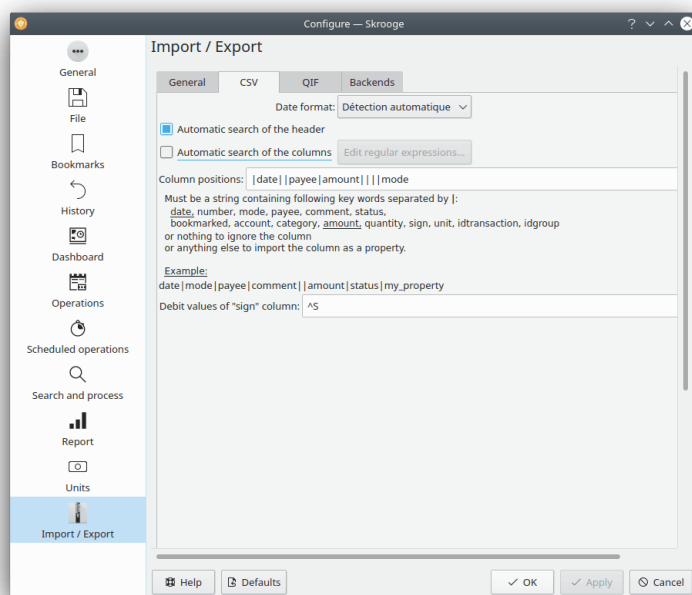 Configure — Skrooge
?
General
File
Bookmarks
History
Dashboard
Operations
Scheduled operations
Search and process
Report
Units
Import / Export
Import / Export
General CSV QIF Backends
Date format: Détection automatique
Automatic search of the header
Automatic search of the columns Edit regular expressions...
Column positions: |date||payee|amount||||mode
Must be a string containing following key words separated by |:
date, number, mode, payee, comment, status,
bookmarked, account, category, amount, quantity, sign, unit, idtransaction, idgroup
or nothing to ignore the column
or anything else to import the column as a property.
Example:
date|mode|payee|comment||amount|status|my_property
Debit values of "sign" column: ^S
Help Defaults OK Apply Cancel